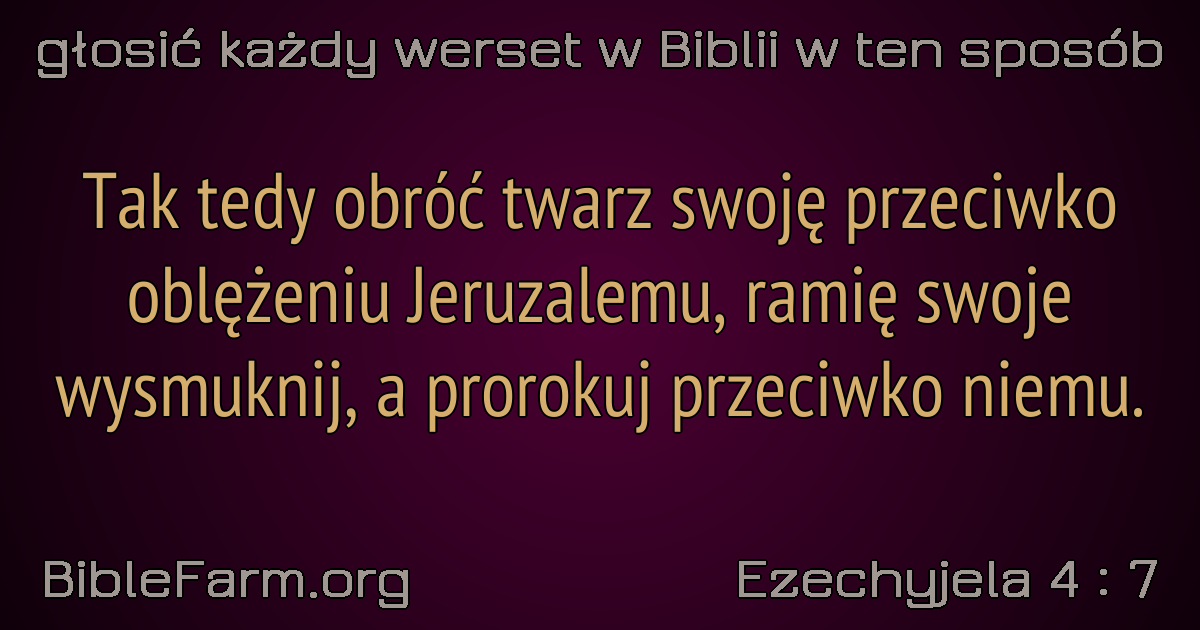 głosić każdy werset w Biblii w ten sposób
Tak tedy obróć twarz swoję przeciwko
oblężeniu Jeruzalemu, ramię swoje
wysmuknij, a prorokuj przeciwko niemu.
BibleFarm.org
Ezechyjela 4 : 7